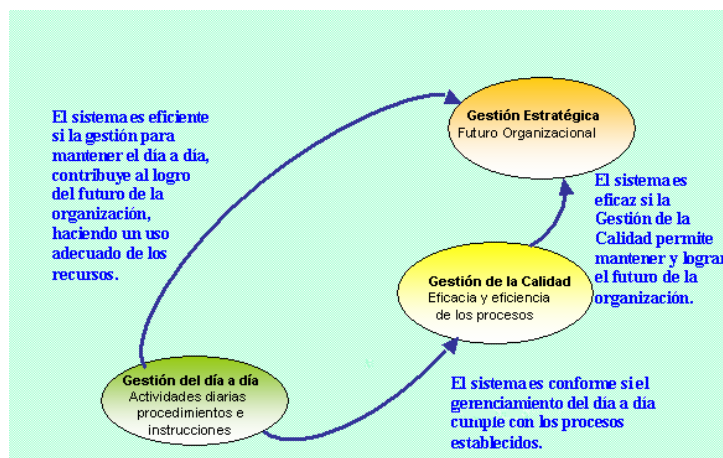 El sistema es eficiente
si la gestión para
mantener el día a día,
contribuye al logro
del futuro de la
organización,
haciendo un uso
adecuado de los
recursos.
Gestión Estratégica
Futuro Organizacional
El sistema es
eficaz si la
Gestión de la
Calidad permite
mantener y lograr
el futuro de la
organización.
Gestión de la Calidad
Eficacia y eficiencia
de los procesos
Gestión del día a día
Actividades diarias
procedimientos e
instrucciones
El sistema es conforme si el
gerenciamiento del día a día
cumple con los procesos
establecidos.